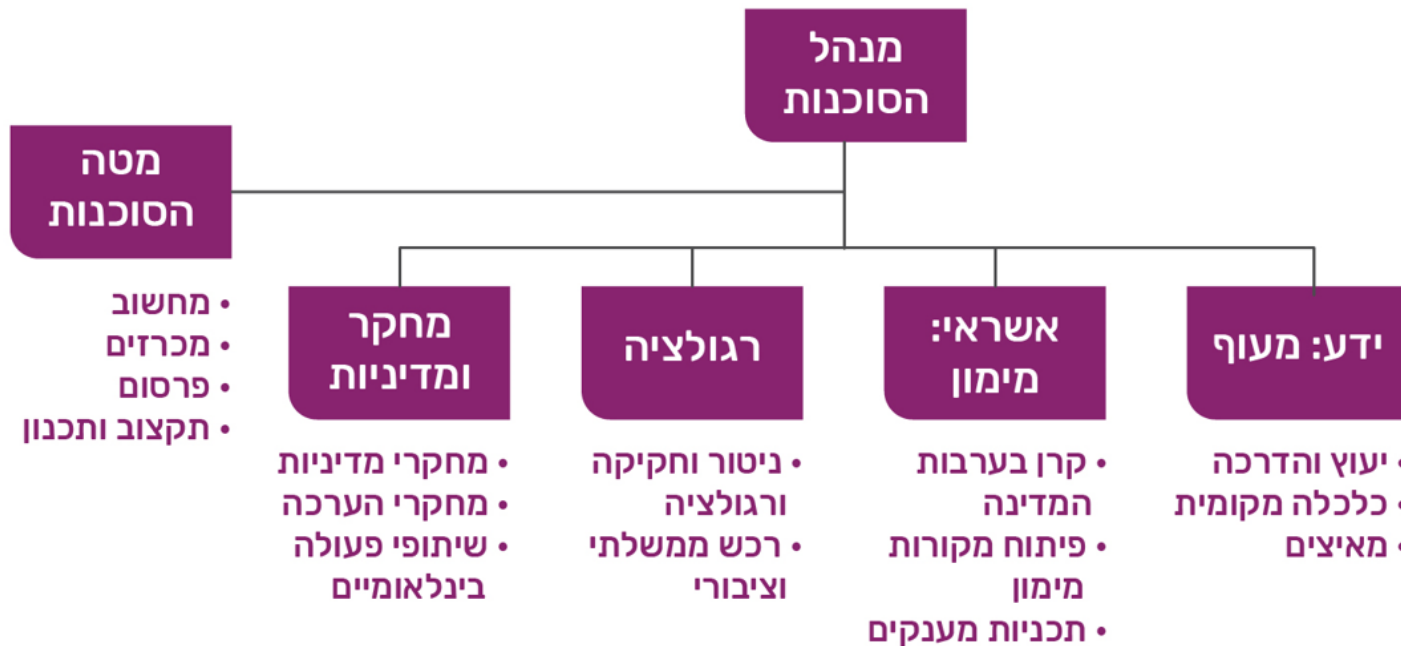 מנהל
הסוכנות
מטה
הסוכנות
• מחשוב
• מכרזים
• פרסום
• תקצוב ותכנון
ידע: מעוף
• יעוץ והדרכה
• כלכלה מקומית
• מאיצים
אשראי:
מימון
• קרן בערבות
המדינה
• פיתוח מקורות
מימון
• תכניות מענקים
רגולציה
• ניטור וחקיקה
ורגולציה
• רכש ממשלתי
וציבורי
מחקר
ומדיניות
• מחקרי מדיניות
• מחקרי הערכה
• שיתופי פעולה
בינלאומיים